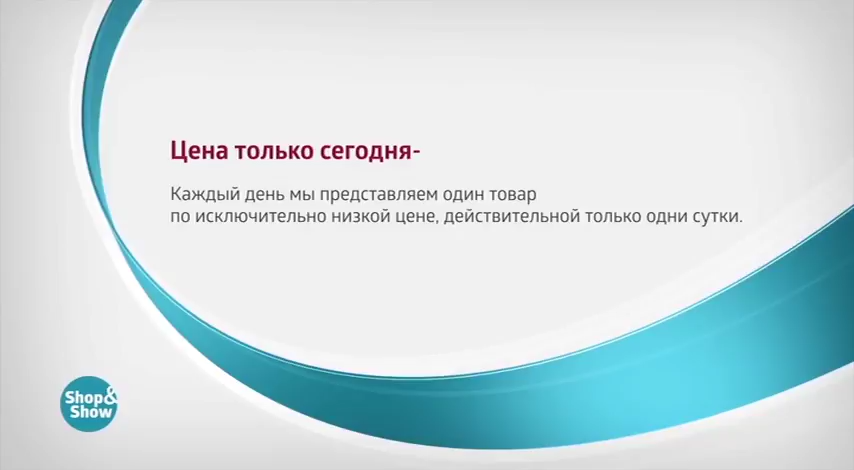 Цена только сегодня-
Каждый день мы представляем один товар
по исключительно низкой цене, действительной только одни сутки.
Shop&
Show